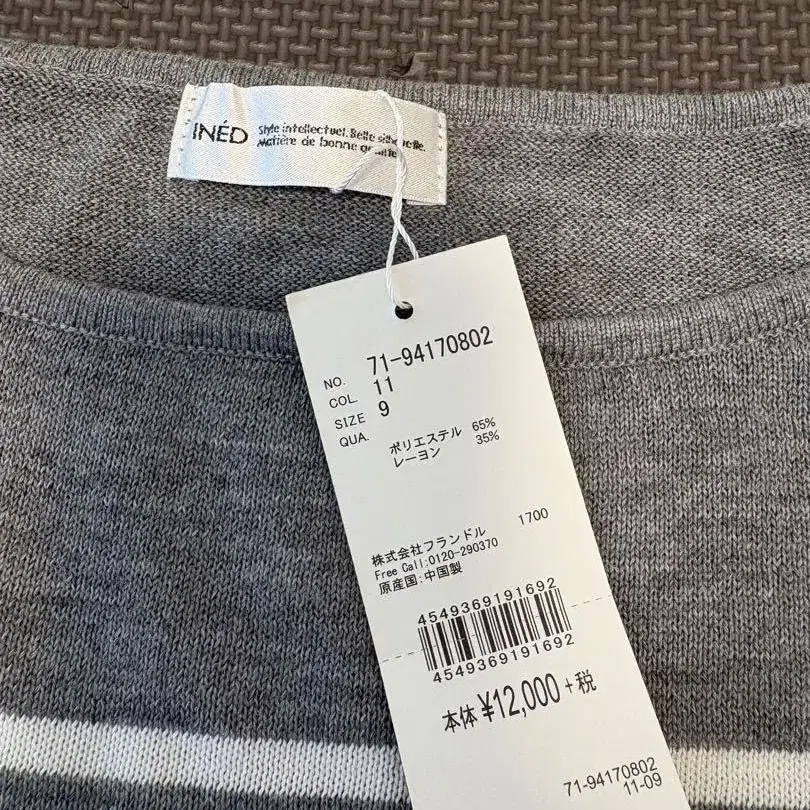 INÉD
Style intellectuel. Belle silhouette.
Matière de bonne qualité
NO. 71-94170802
COL. 11
SIZE 9
QUA.
ポリエステル 65%
レーヨン 35%
1700
株式会社フランドル
Free Call:0120-290370
原産国:中国製
4549369191692
4549369191692
本体¥12,000+税
71-94170802
11-09